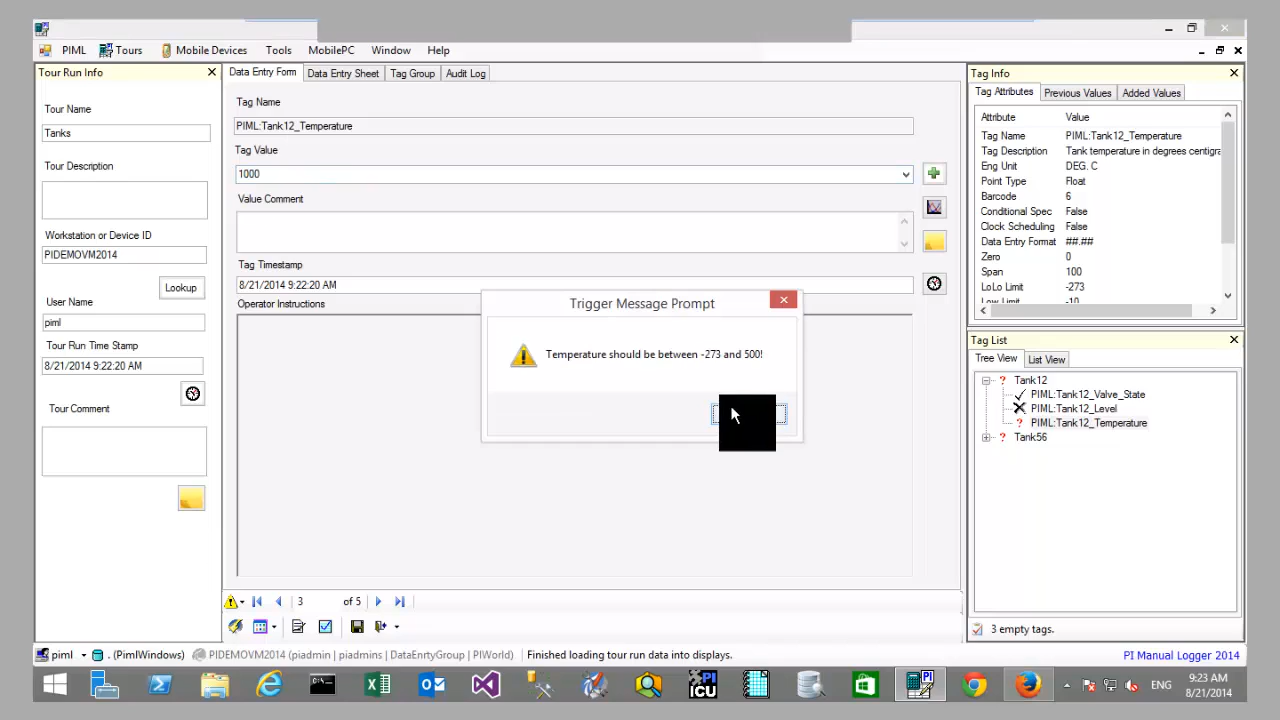 PIML Tours Mobile Devices Tools MobilePC Window Help
Tour Run Info
Tour Name
Tanks
Tour Description
Workstation or Device ID
PIDEMOVM2014
Lookup
User Name
piml
Tour Run Time Stamp
8/21/2014 9:22:20 AM
Tour Comment
Data Entry Form Data Entry Sheet Tag Group Audit Log
Tag Name
PIML:Tank12_Temperature
Tag Value
1000
Value Comment
Tag Timestamp
8/21/2014 9:22:20 AM
Operator Instructions
Trigger Message Prompt
Temperature should be between -273 and 500!
3 of 5
Tag Info
Tag Attributes Previous Values Added Values
Attribute Value
Tag Name PIML:Tank12_Temperature
Tag Description Tank temperature in degrees centigra
Eng Unit DEG. C
Point Type Float
Barcode 6
Conditional Spec False
Clock Scheduling False
Data Entry Format ##.##
Zero 0
Span 100
LoLo Limit -273
Low Limit -10
Tag List
Tree View List View
Tank12
PIML:Tank12_Valve_State
PIML:Tank12_Level
PIML:Tank12_Temperature
Tank56
3 empty tags.
piml . (PimlWindows) PIDEMOVM2014 (piadmin | piadmins | DataEnrtyGroup | PIWorld) Finished loading tour run data into displays. PI Manual Logger 2014
PI
ICU
PI
ENG
9:23 AM
8/21/2014